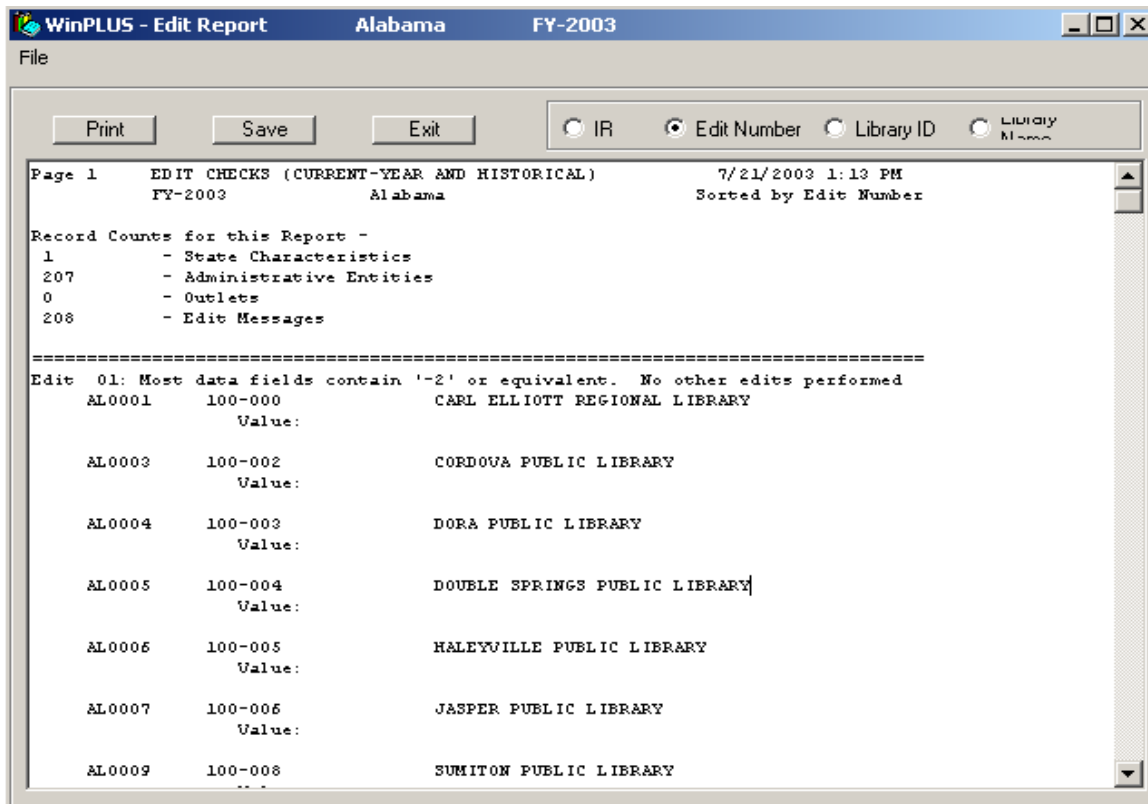 WinPLUS - Edit Report Alabama FY-2003
File
Print Save Exit IR Edit Number Library ID Library Name
Page 1 EDIT CHECKS (CURRENT-YEAR AND HISTORICAL) 7/21/2003 1:13 PM
FY-2003 Alabama Sorted by Edit Number
Record Counts for this Report -
1 - State Characteristics
207 - Administrative Entities
0 - Outlets
208 - Edit Messages
==================================================================================
Edit 01: Most data fields contain '-2' or equivalent. No other edits performed
AL0001 100-000 CARL ELLIOTT REGIONAL LIBRARY
Value:
AL0003 100-002 CORDOVA PUBLIC LIBRARY
Value:
AL0004 100-003 DORA PUBLIC LIBRARY
Value:
AL0005 100-004 DOUBLE SPRINGS PUBLIC LIBRARY
Value:
AL0006 100-005 HALEYVILLE PUBLIC LIBRARY
Value:
AL0007 100-006 JASPER PUBLIC LIBRARY
Value:
AL0009 100-008 SUMITON PUBLIC LIBRARY